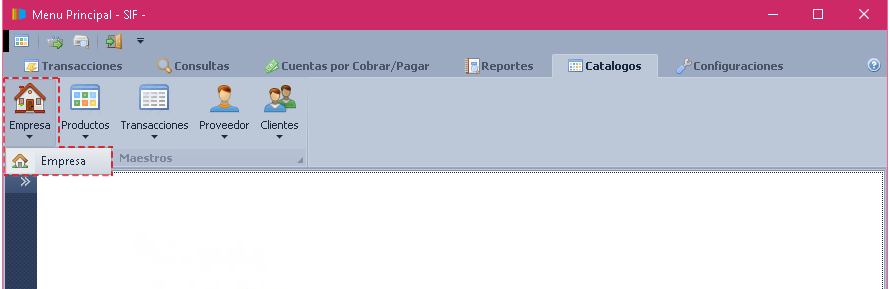 Menu Principal - SIF -
Transacciones Consultas Cuentas por Cobrar/Pagar Reportes Catalogos Configuraciones
Empresa Productos Transacciones Proveedor Clientes
Empresa Maestros